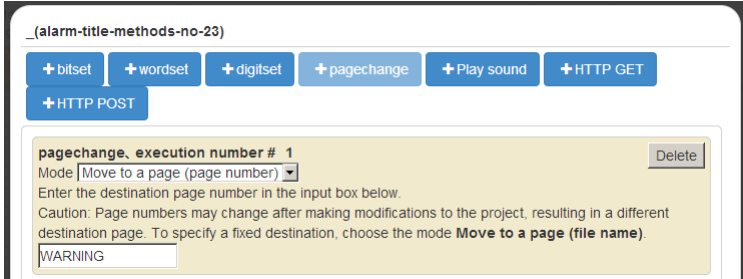 _(alarm-title-methods-no-23)
+bitset +wordset +digitset +pagechange +Play sound +HTTP GET
+HTTP POST
pagechange、execution number # 1
Delete
Mode Move to a page (page number)
Enter the destination page number in the input box below.
Caution: Page numbers may change after making modifications to the project, resulting in a different
destination page. To specify a fixed destination, choose the mode Move to a page (file name).
WARNING